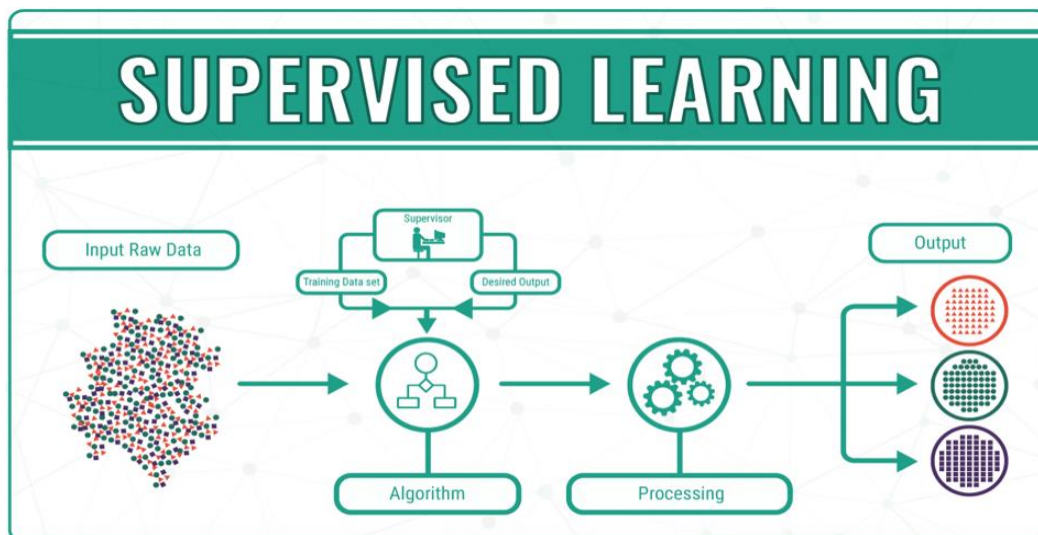 SUPERVISED LEARNING
Input Raw Data
Supervisor
Training Data set
Desired Output
Algorithm
Processing
Output